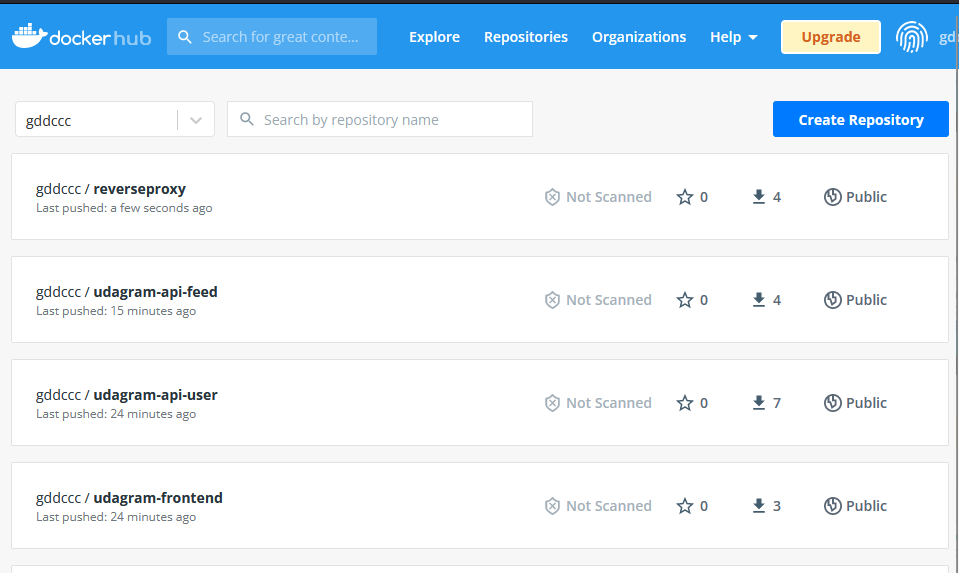 docker hub
Search for great conte...
Explore
Repositories
Organizations
Help
Upgrade
gddccc
Search by repository name
Create Repository
gddccc / reverseproxy
Last pushed: a few seconds ago
Not Scanned
0
4
Public
gddccc / udagram-api-feed
Last pushed: 15 minutes ago
Not Scanned
0
4
Public
gddccc / udagram-api-user
Last pushed: 24 minutes ago
Not Scanned
0
7
Public
gddccc / udagram-frontend
Last pushed: 24 minutes ago
Not Scanned
0
3
Public